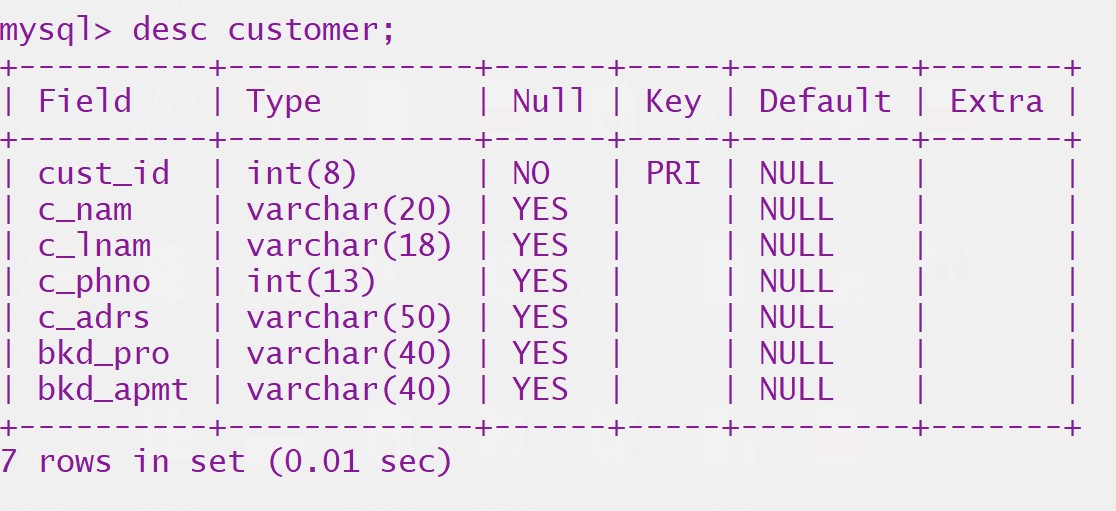 mysql> desc customer;
+----------+-------------+------+-----+---------+-------+
| Field    | Type        | Null | Key | Default | Extra |
+----------+-------------+------+-----+---------+-------+
| cust_id  | int(8)      | NO   | PRI | NULL    |       |
| c_nam    | varchar(20) | YES  |     | NULL    |       |
| c_lnam   | varchar(18) | YES  |     | NULL    |       |
| c_phno   | int(13)     | YES  |     | NULL    |       |
| c_adrs   | varchar(50) | YES  |     | NULL    |       |
| bkd_pro  | varchar(40) | YES  |     | NULL    |       |
| bkd_apmt | varchar(40) | YES  |     | NULL    |       |
+----------+-------------+------+-----+---------+-------+
7 rows in set (0.01 sec)